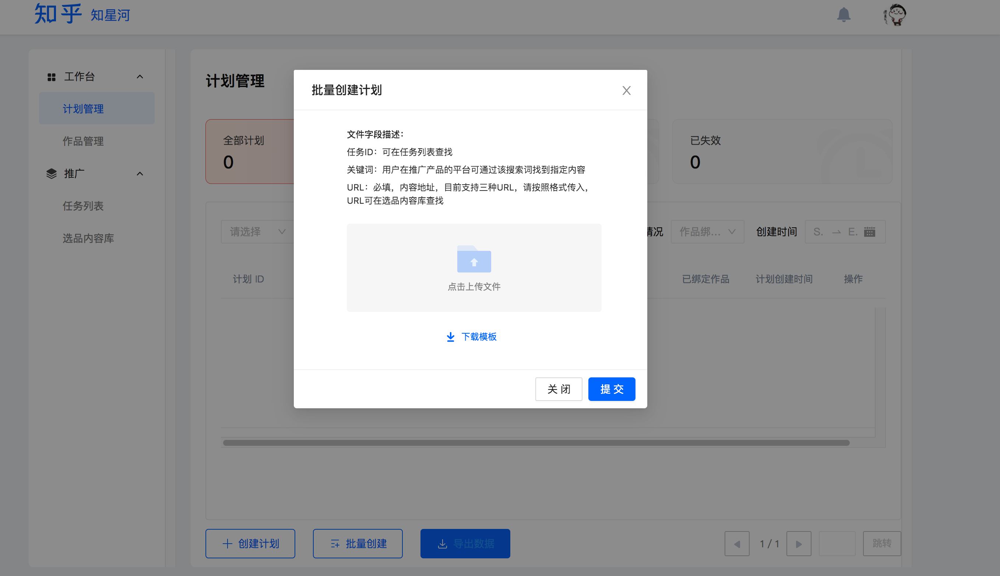 知乎 知星河
工作台
计划管理
作品管理
推广
任务列表
选品内容库
计划管理
全部计划
0
已失效
0
请选择
情况
作品绑...
创建时间
S.
E.
计划 ID
已绑定作品
计划创建时间
操作
批量创建计划
文件字段描述：
任务ID：可在任务列表查找
关键词：用户在推广产品的平台可通过该搜索词找到指定内容
URL：必填，内容地址，目前支持三种URL，请按照格式传入，
URL可在选品内容库查找
点击上传文件
下载模板
关 闭
提 交
创建计划
批量创建
导出数据
1 / 1
跳转